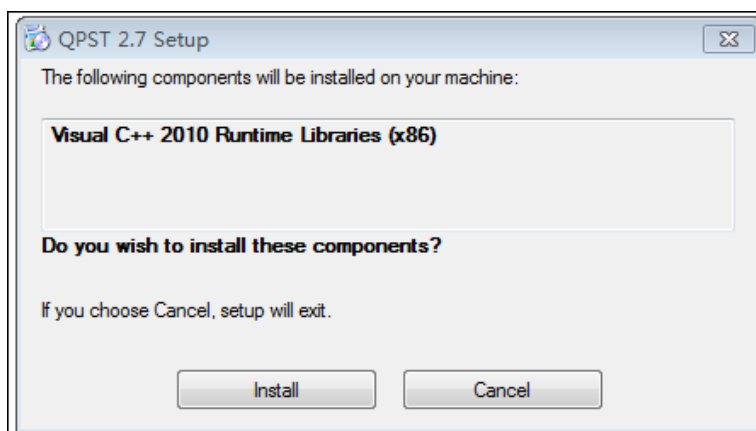 QPST 2.7 Setup
The following components will be installed on your machine:
Visual C++ 2010 Runtime Libraries (x86)
Do you wish to install these components?
If you choose Cancel, setup will exit.
Install
Cancel